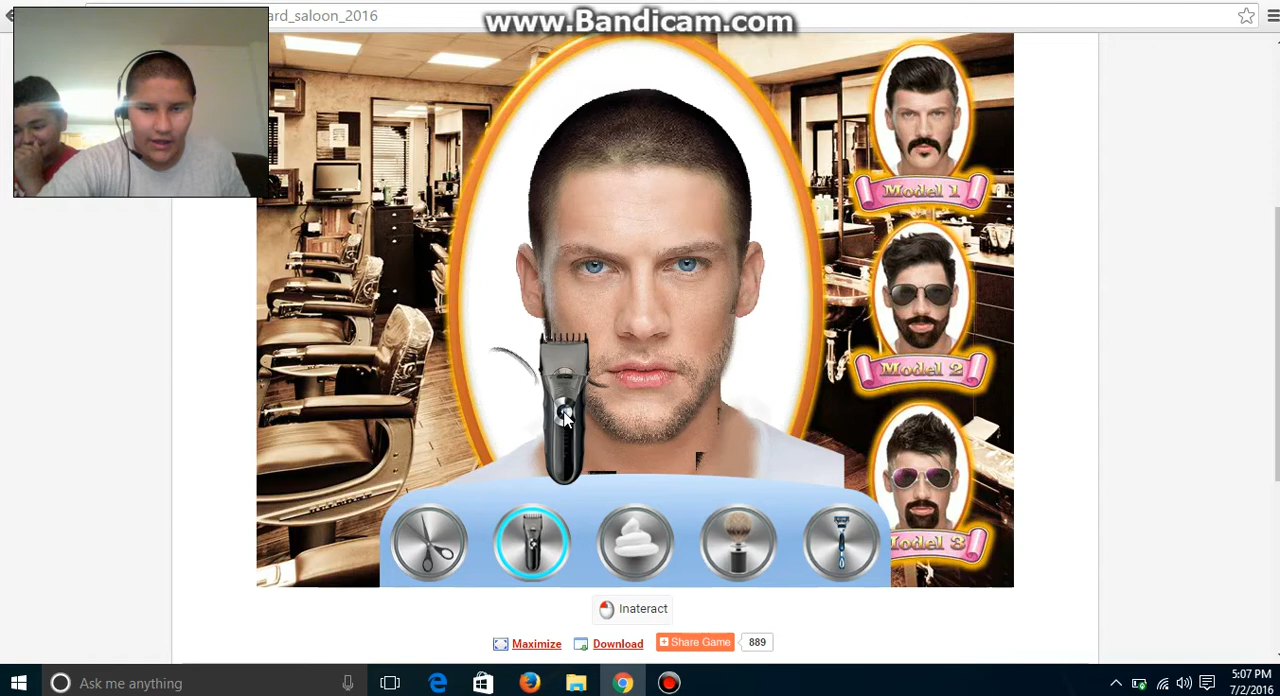 ard_saloon_2016
www.Bandicam.com
Model 1
Model 2
Model 3
Inateract
Maximize
Download
Share Game
889
Ask me anything
5:07 PM
7/2/2016